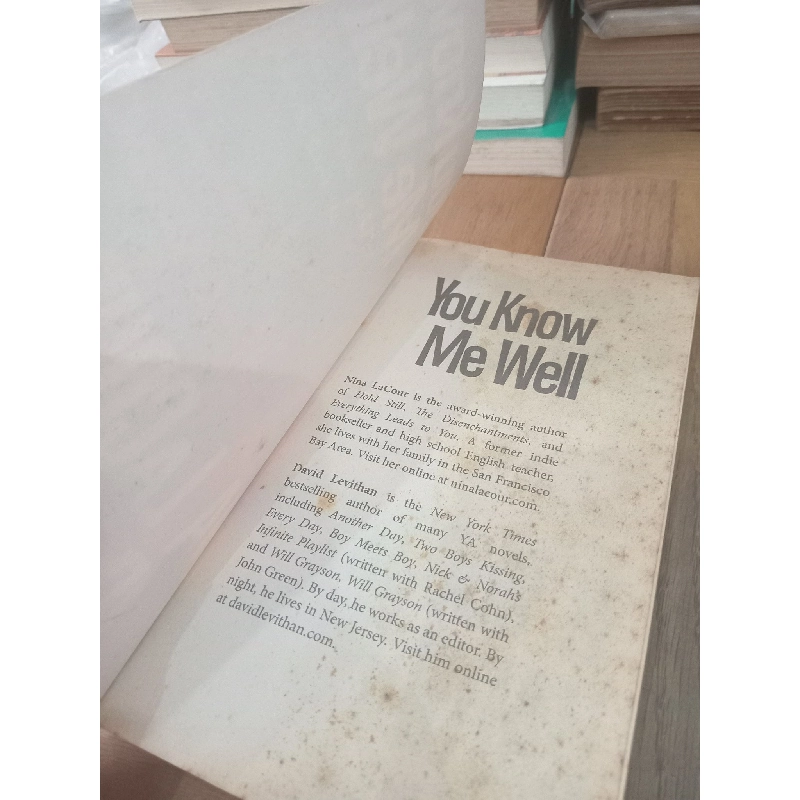 You Know
Me Well
Nina LaCour is the award-winning author
of Hold Still, The Disenchantments, and
Everything Leads to You. A former indie
bookseller and high school English teacher,
she lives with her family in the San Francisco
Bay Area. Visit her online at ninalacour.com.
David Levithan is the New York Times
bestselling author of many YA novels,
including Another Day, Two Boys Kissing,
Every Day, Boy Meets Boy, Nick & Norah's
Infinite Playlist (written with Rachel Cohn),
and Will Grayson, Will Grayson (written with
John Green). By day, he works as an editor. By
night, he lives in New Jersey. Visit him online
at davidlevithan.com.